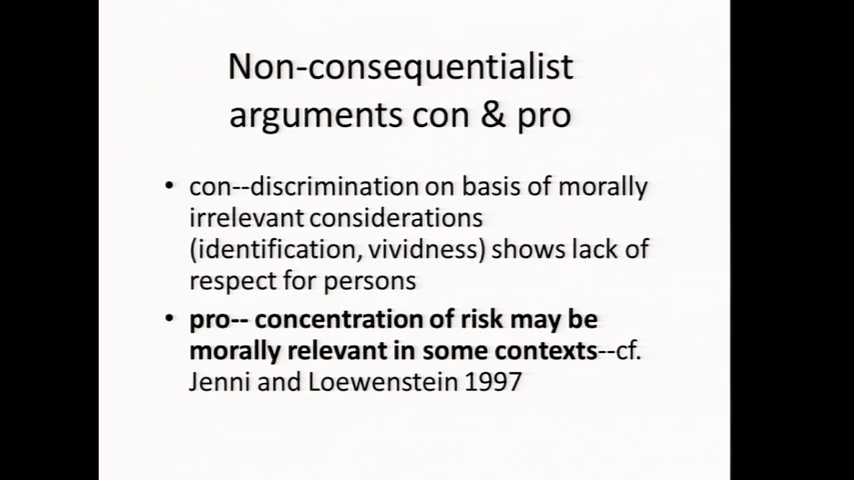 Non-consequentialist
arguments con & pro
• con--discrimination on basis of morally
irrelevant considerations
(identification, vividness) shows lack of
respect for persons
• pro-- concentration of risk may be
morally relevant in some contexts--cf.
Jenni and Loewenstein 1997